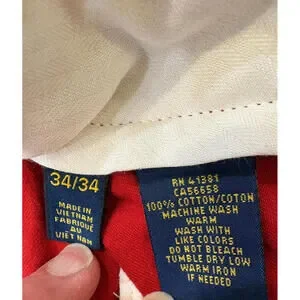 34/34
MADE IN
VIETNAM
FABRIQUÉ
AU
VIÊT NAM
RN 41381
CA56658
100% COTTON/COTON
MACHINE WASH
WARM
WASH WITH
LIKE COLORS
DO NOT BLEACH
TUMBLE DRY LOW
WARM IRON
IF NEEDED